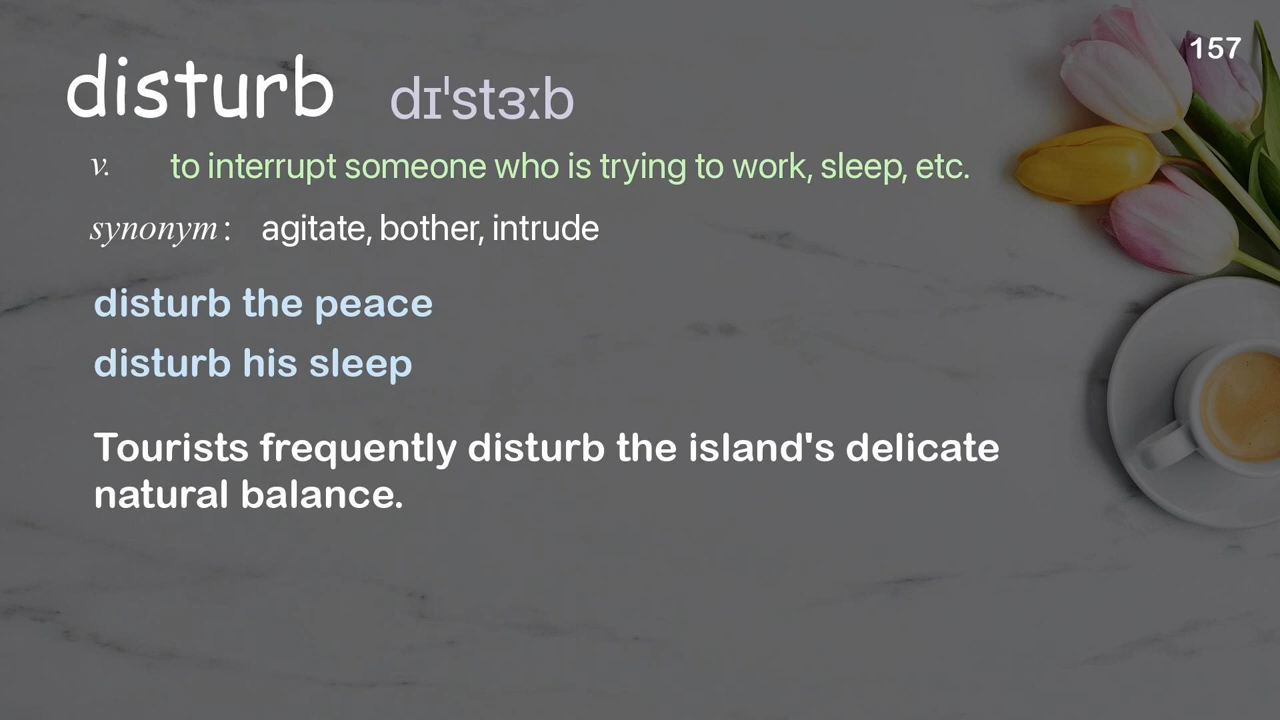 157
disturb dɪˈstɜːb
v. to interrupt someone who is trying to work, sleep, etc.
synonym: agitate, bother, intrude
disturb the peace
disturb his sleep
Tourists frequently disturb the island's delicate
natural balance.